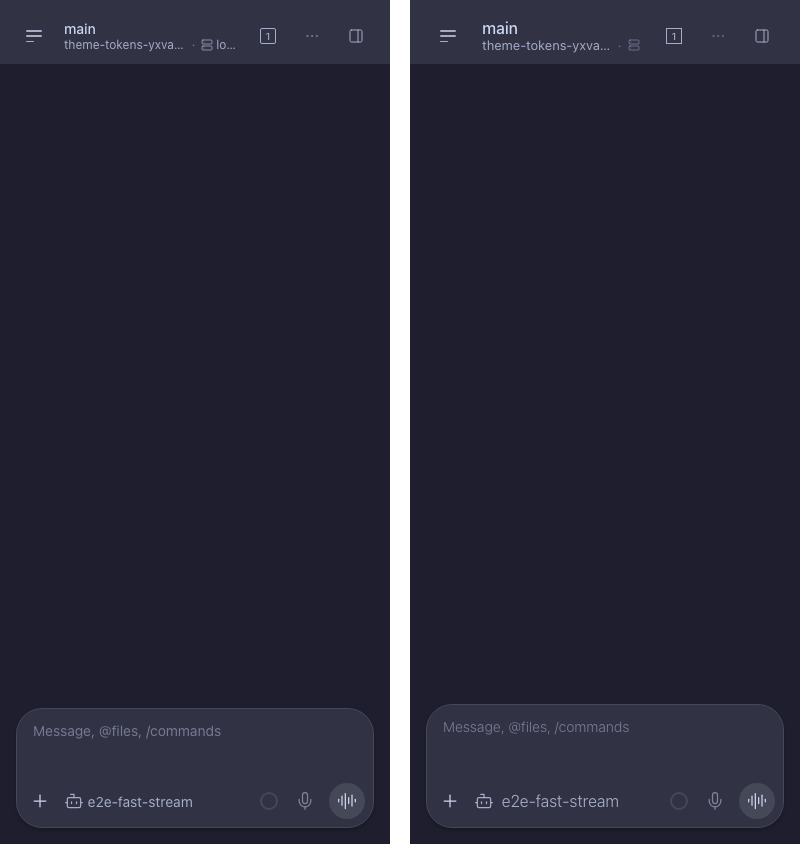 main
theme-tokens-yxva... · lo...
1
Message, @files, /commands
e2e-fast-stream
main
theme-tokens-yxva... ·
1
Message, @files, /commands
e2e-fast-stream